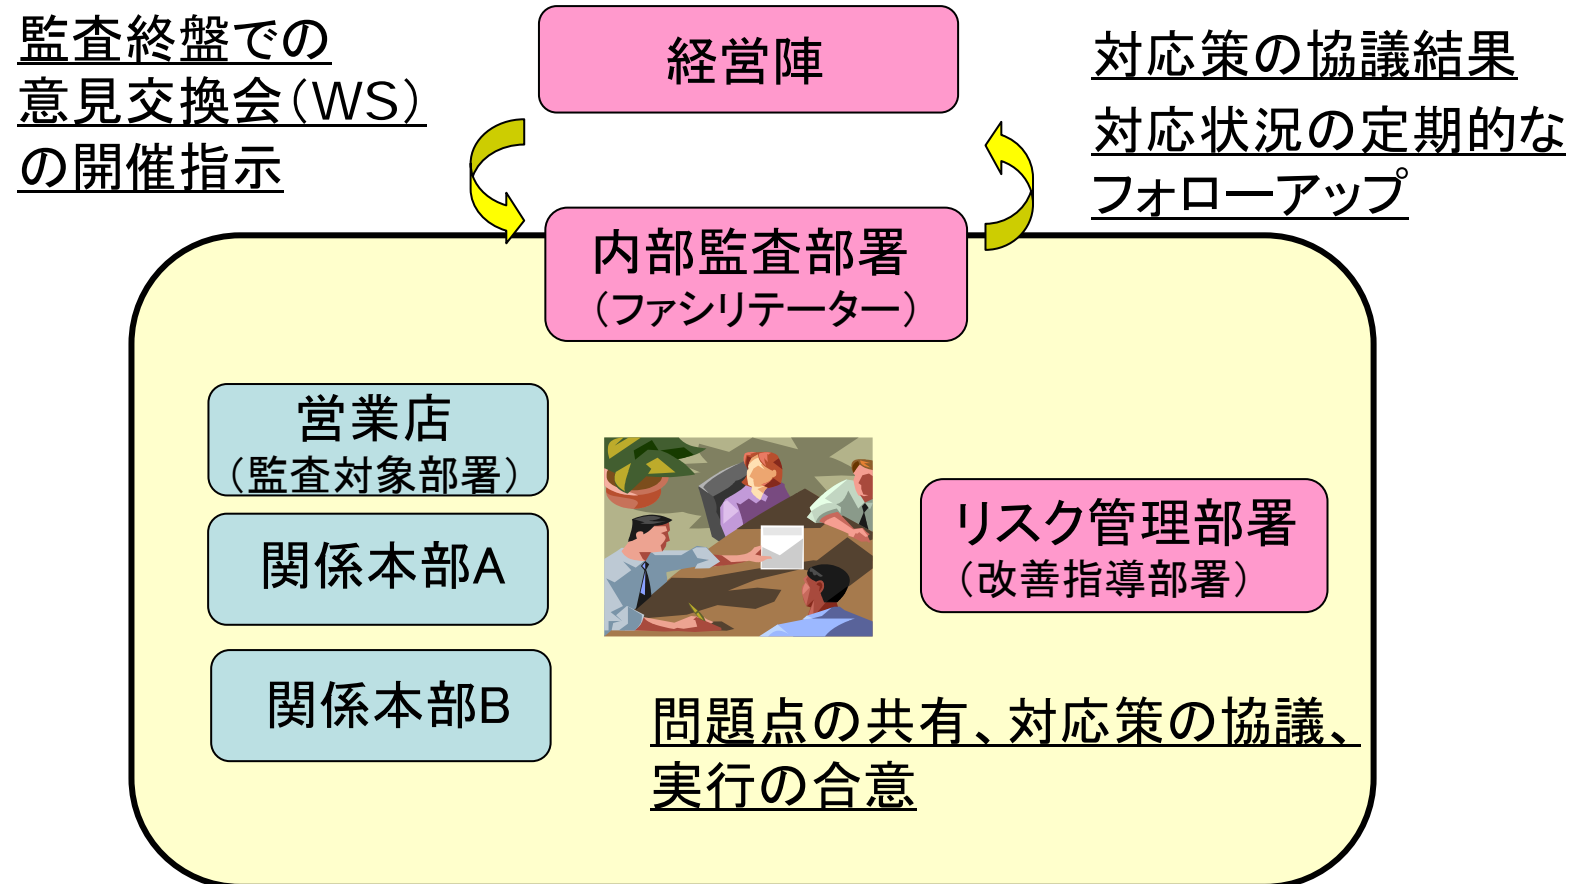 監査終盤での
意見交換会（WS）
の開催指示
経営陣
対応策の協議結果
対応状況の定期的な
フォローアップ
内部監査部署
（ファシリテーター）
営業店
（監査対象部署）
関係本部A
関係本部B
リスク管理部署
（改善指導部署）
問題点の共有、対応策の協議、
実行の合意